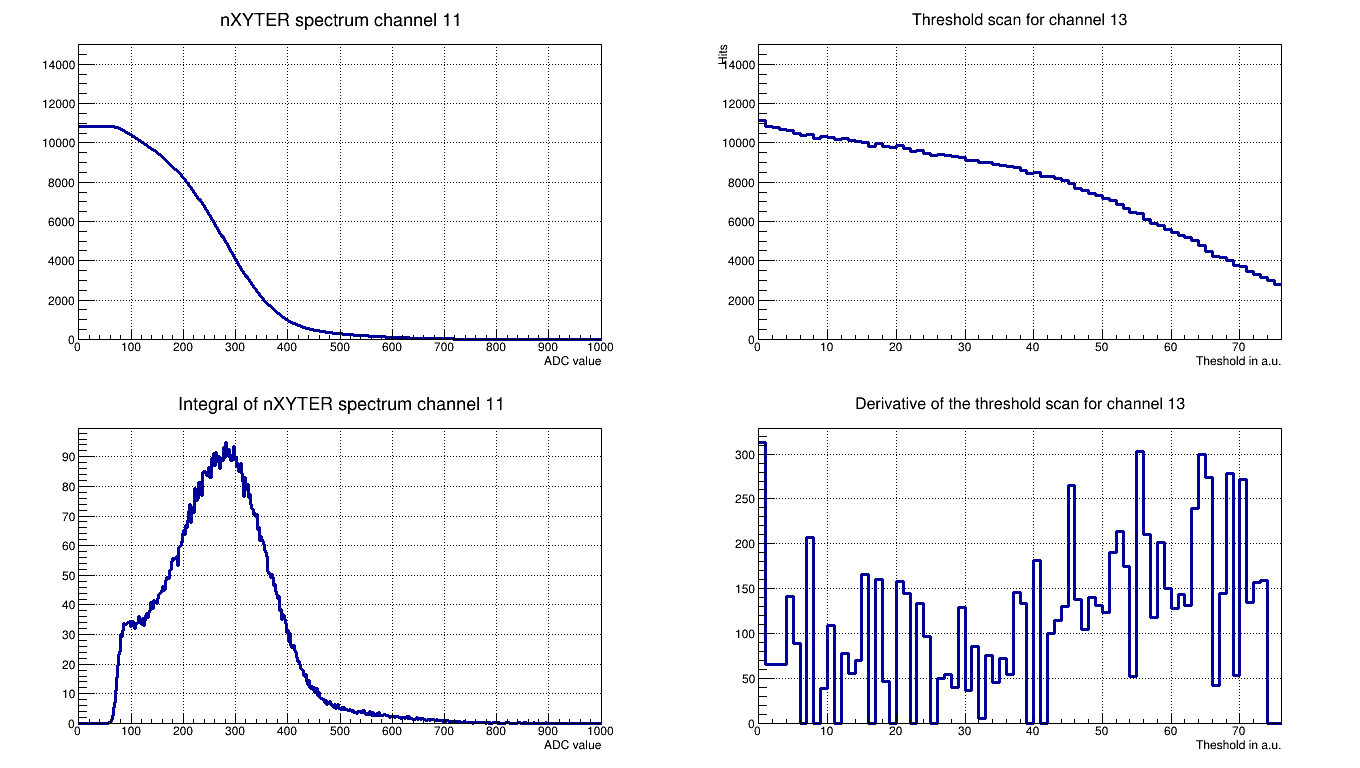 nXYTER spectrum channel 11
14000
12000
10000
8000
6000
4000
2000
0
0 100 200 300 400 500 600 700 800 900 1000
ADC value
Threshold scan for channel 13
Hits
14000
12000
10000
8000
6000
4000
2000
0
0 10 20 30 40 50 60 70
Theshold in a.u.
Integral of nXYTER spectrum channel 11
90
80
70
60
50
40
30
20
10
0
0 100 200 300 400 500 600 700 800 900 1000
ADC value
Derivative of the threshold scan for channel 13
300
250
200
150
100
50
0
0 10 20 30 40 50 60 70
Theshold in a.u.